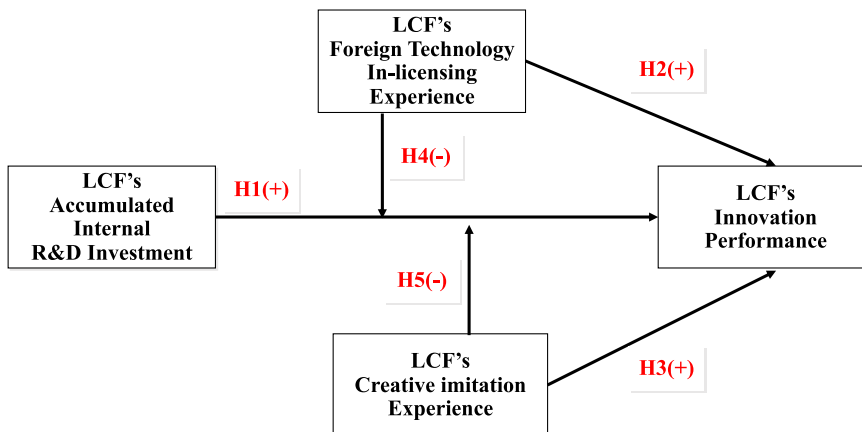 LCF's
Foreign Technology
In-licensing
Experience
H2(+)
H4(-)
LCF's
Accumulated
Internal
R&D Investment
H1(+)
LCF's
Innovation
Performance
H5(-)
LCF's
Creative imitation
Experience
H3(+)